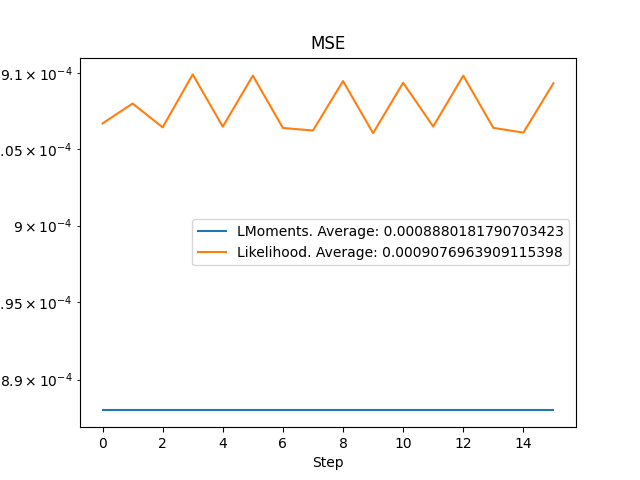 MSE
9.1 × 10⁻⁴
.05 × 10⁻⁴
9 × 10⁻⁴
.95 × 10⁻⁴
8.9 × 10⁻⁴
LMoments. Average: 0.0008880181790703423
Likelihood. Average: 0.0009076963909115398
0 2 4 6 8 10 12 14
Step